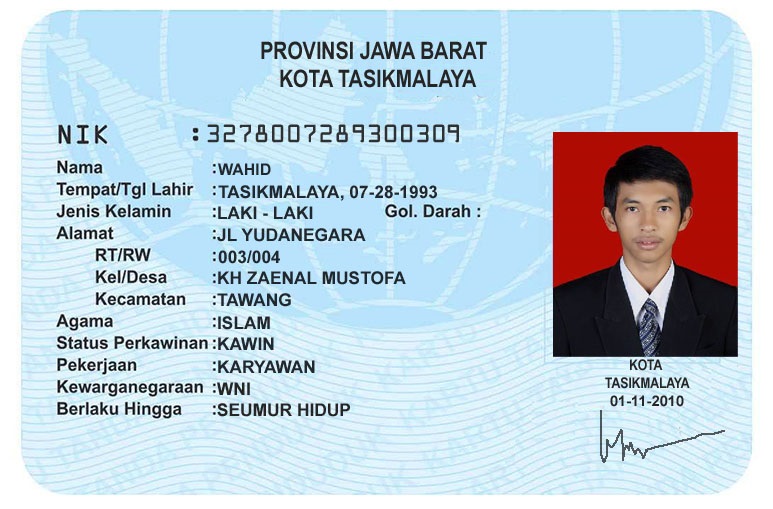 PROVINSI JAWA BARAT
KOTA TASIKMALAYA
NIK :3278007289300309
Nama :WAHID
Tempat/Tgl Lahir :TASIKMALAYA, 07-28-1993
Jenis Kelamin :LAKI - LAKI Gol. Darah :
Alamat :JL YUDANEGARA
RT/RW :003/004
Kel/Desa :KH ZAENAL MUSTOFA
Kecamatan :TAWANG
Agama :ISLAM
Status Perkawinan :KAWIN
Pekerjaan :KARYAWAN
Kewarganegaraan :WNI
Berlaku Hingga :SEUMUR HIDUP
KOTA
TASIKMALAYA
01-11-2010